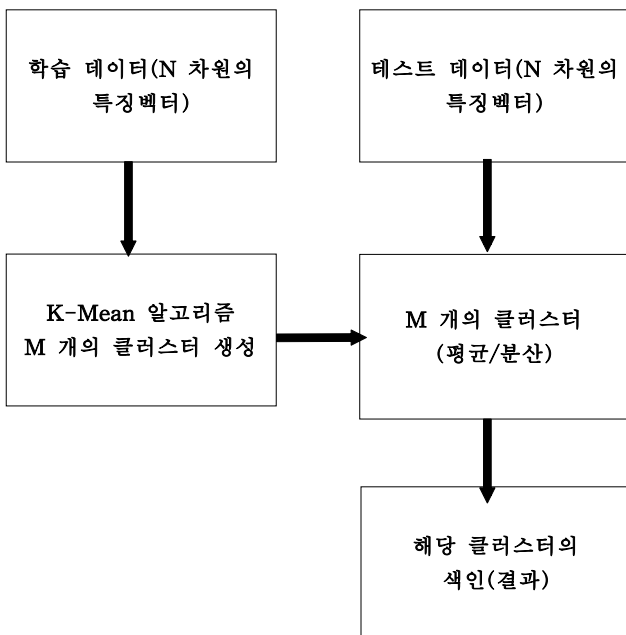 학습 데이터(N 차원의
특징벡터)
테스트 데이터(N 차원의
특징벡터)
K-Mean 알고리즘
M 개의 클러스터 생성
M 개의 클러스터
(평균/분산)
해당 클러스터의
색인(결과)